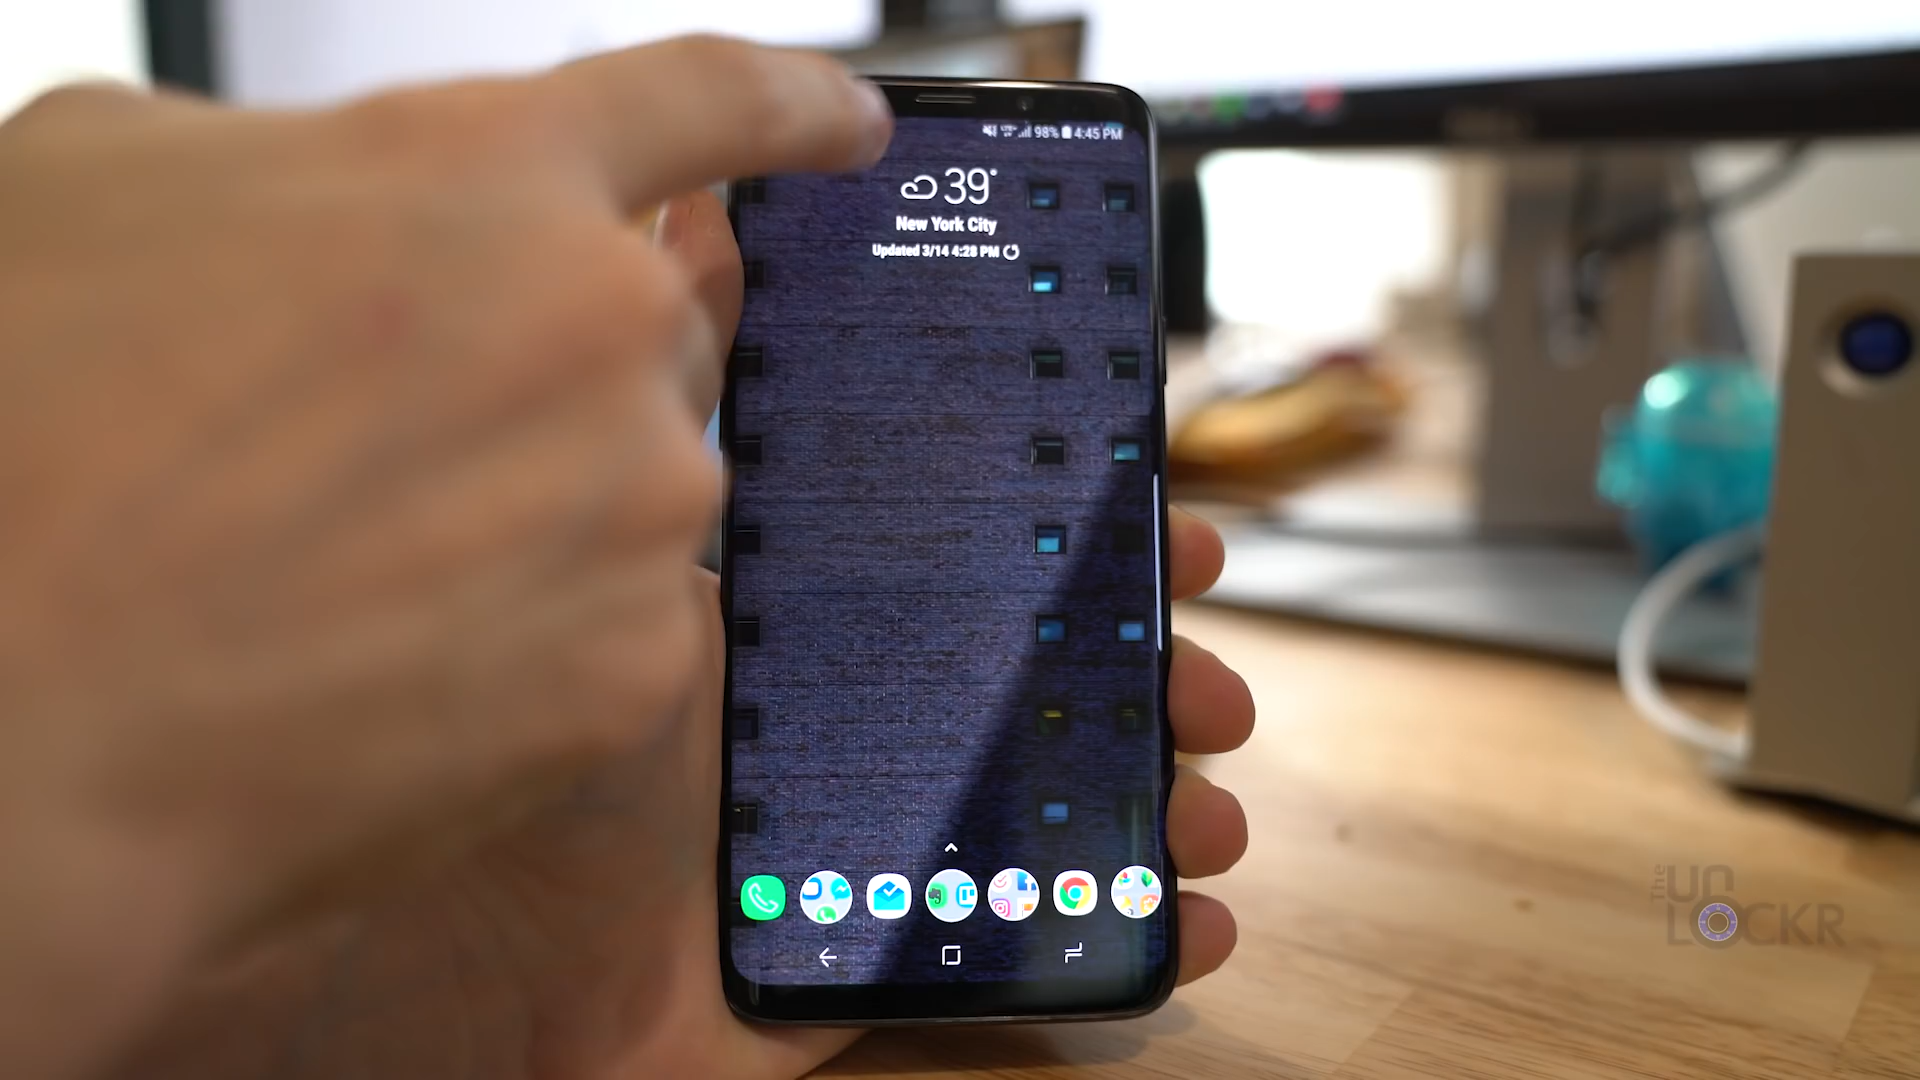 98% 4:45 PM
39°
New York City
Updated 3/14 4:28 PM
the
UN
LOCKR